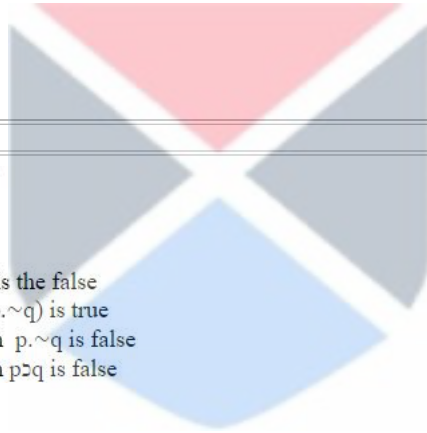 s the false
.~q) is true
p.~q is false
p⊃q is false